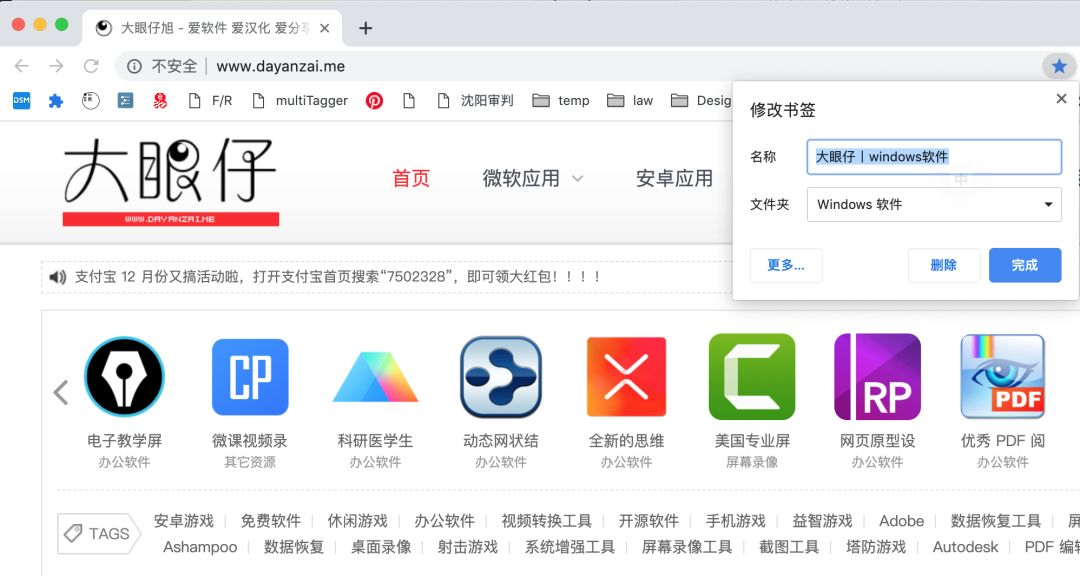 大眼仔旭 - 爱软件 爱汉化 爱分享
不安全 www.dayanzai.me
DSM F/R multiTagger 沈阳审判 temp law Desig
修改书签
名称 大眼仔丨windows软件
中
文件夹 Windows 软件
更多... 删除 完成
大眼仔
WWW.DAYANZAI.ME
首页 微软应用 安卓应用
支付宝 12 月份又搞活动啦，打开支付宝首页搜索“7502328”，即可领大红包！！！！
CP RP PDF
电子教学屏 微课视频录 科研医学生 动态网状结 全新的思维 美国专业屏 网页原型设 优秀 PDF 阅
办公软件 其它资源 办公软件 办公软件 办公软件 屏幕录像 办公软件 办公软件
TAGS
安卓游戏 免费软件 休闲游戏 办公软件 视频转换工具 开源软件 手机游戏 益智游戏 Adobe 数据恢复工具 屏
Ashampoo 数据恢复 桌面录像 射击游戏 系统增强工具 屏幕录像工具 截图工具 塔防游戏 Autodesk PDF 编辑